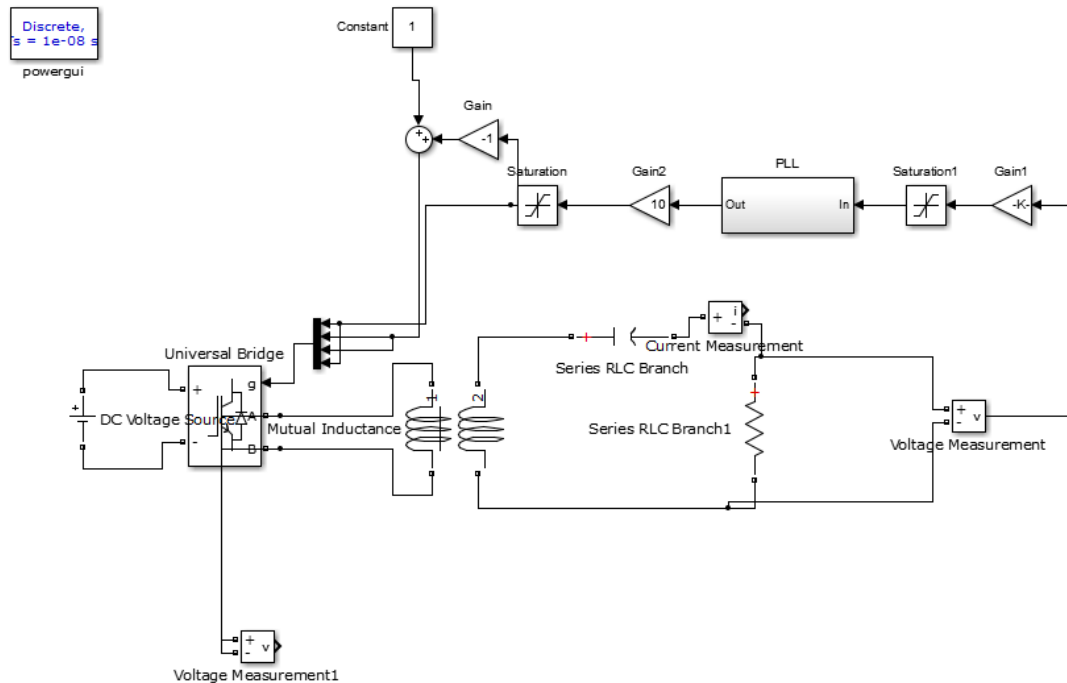 Discrete,
s = 1e-08 s
powergui
Constant
1
Gain
-1
+
+
Saturation
Gain2
10
PLL
Out
In
Saturation1
Gain1
-K-
Universal Bridge
g
+
-
A
B
+
DC Voltage Source
Mutual Inductance
1
2
+
Series RLC Branch
+
-
i
Current Measurement
+
Series RLC Branch1
+
-
v
Voltage Measurement
+
-
v
Voltage Measurement1